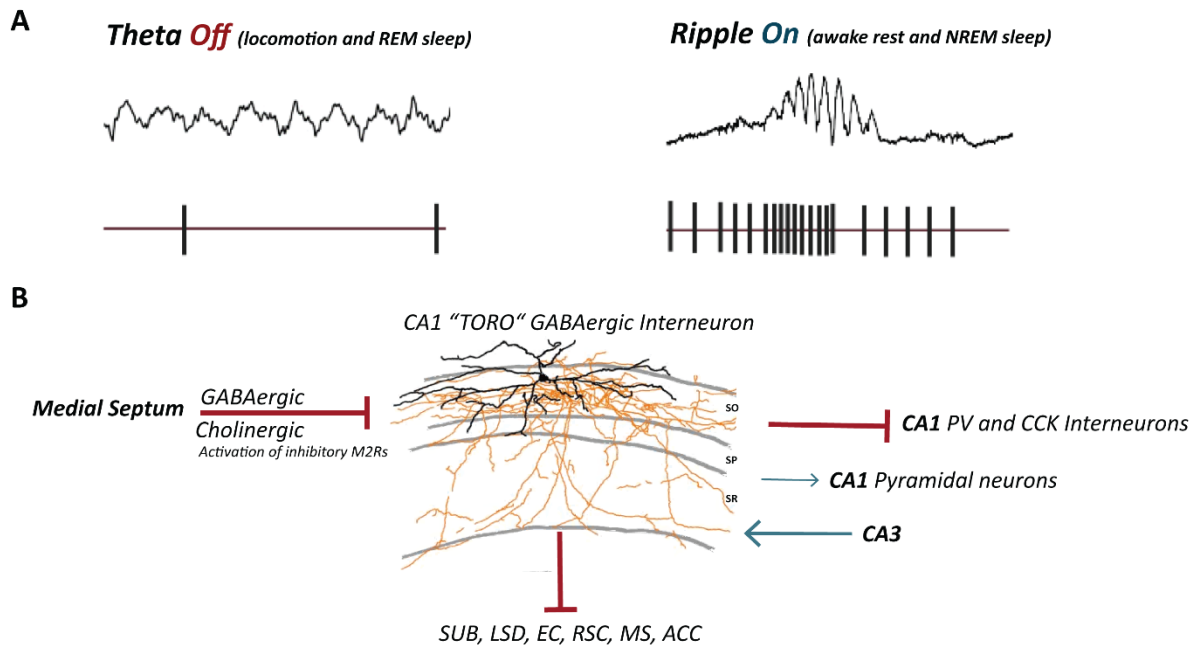 A
Theta Off (locomotion and REM sleep)
Ripple On (awake rest and NREM sleep)
B
CA1 “TORO“ GABAergic Interneuron
Medial Septum
GABAergic
Cholinergic
Activation of inhibitory M2Rs
SO
SP
SR
CA1 PV and CCK Interneurons
CA1 Pyramidal neurons
CA3
SUB, LSD, EC, RSC, MS, ACC